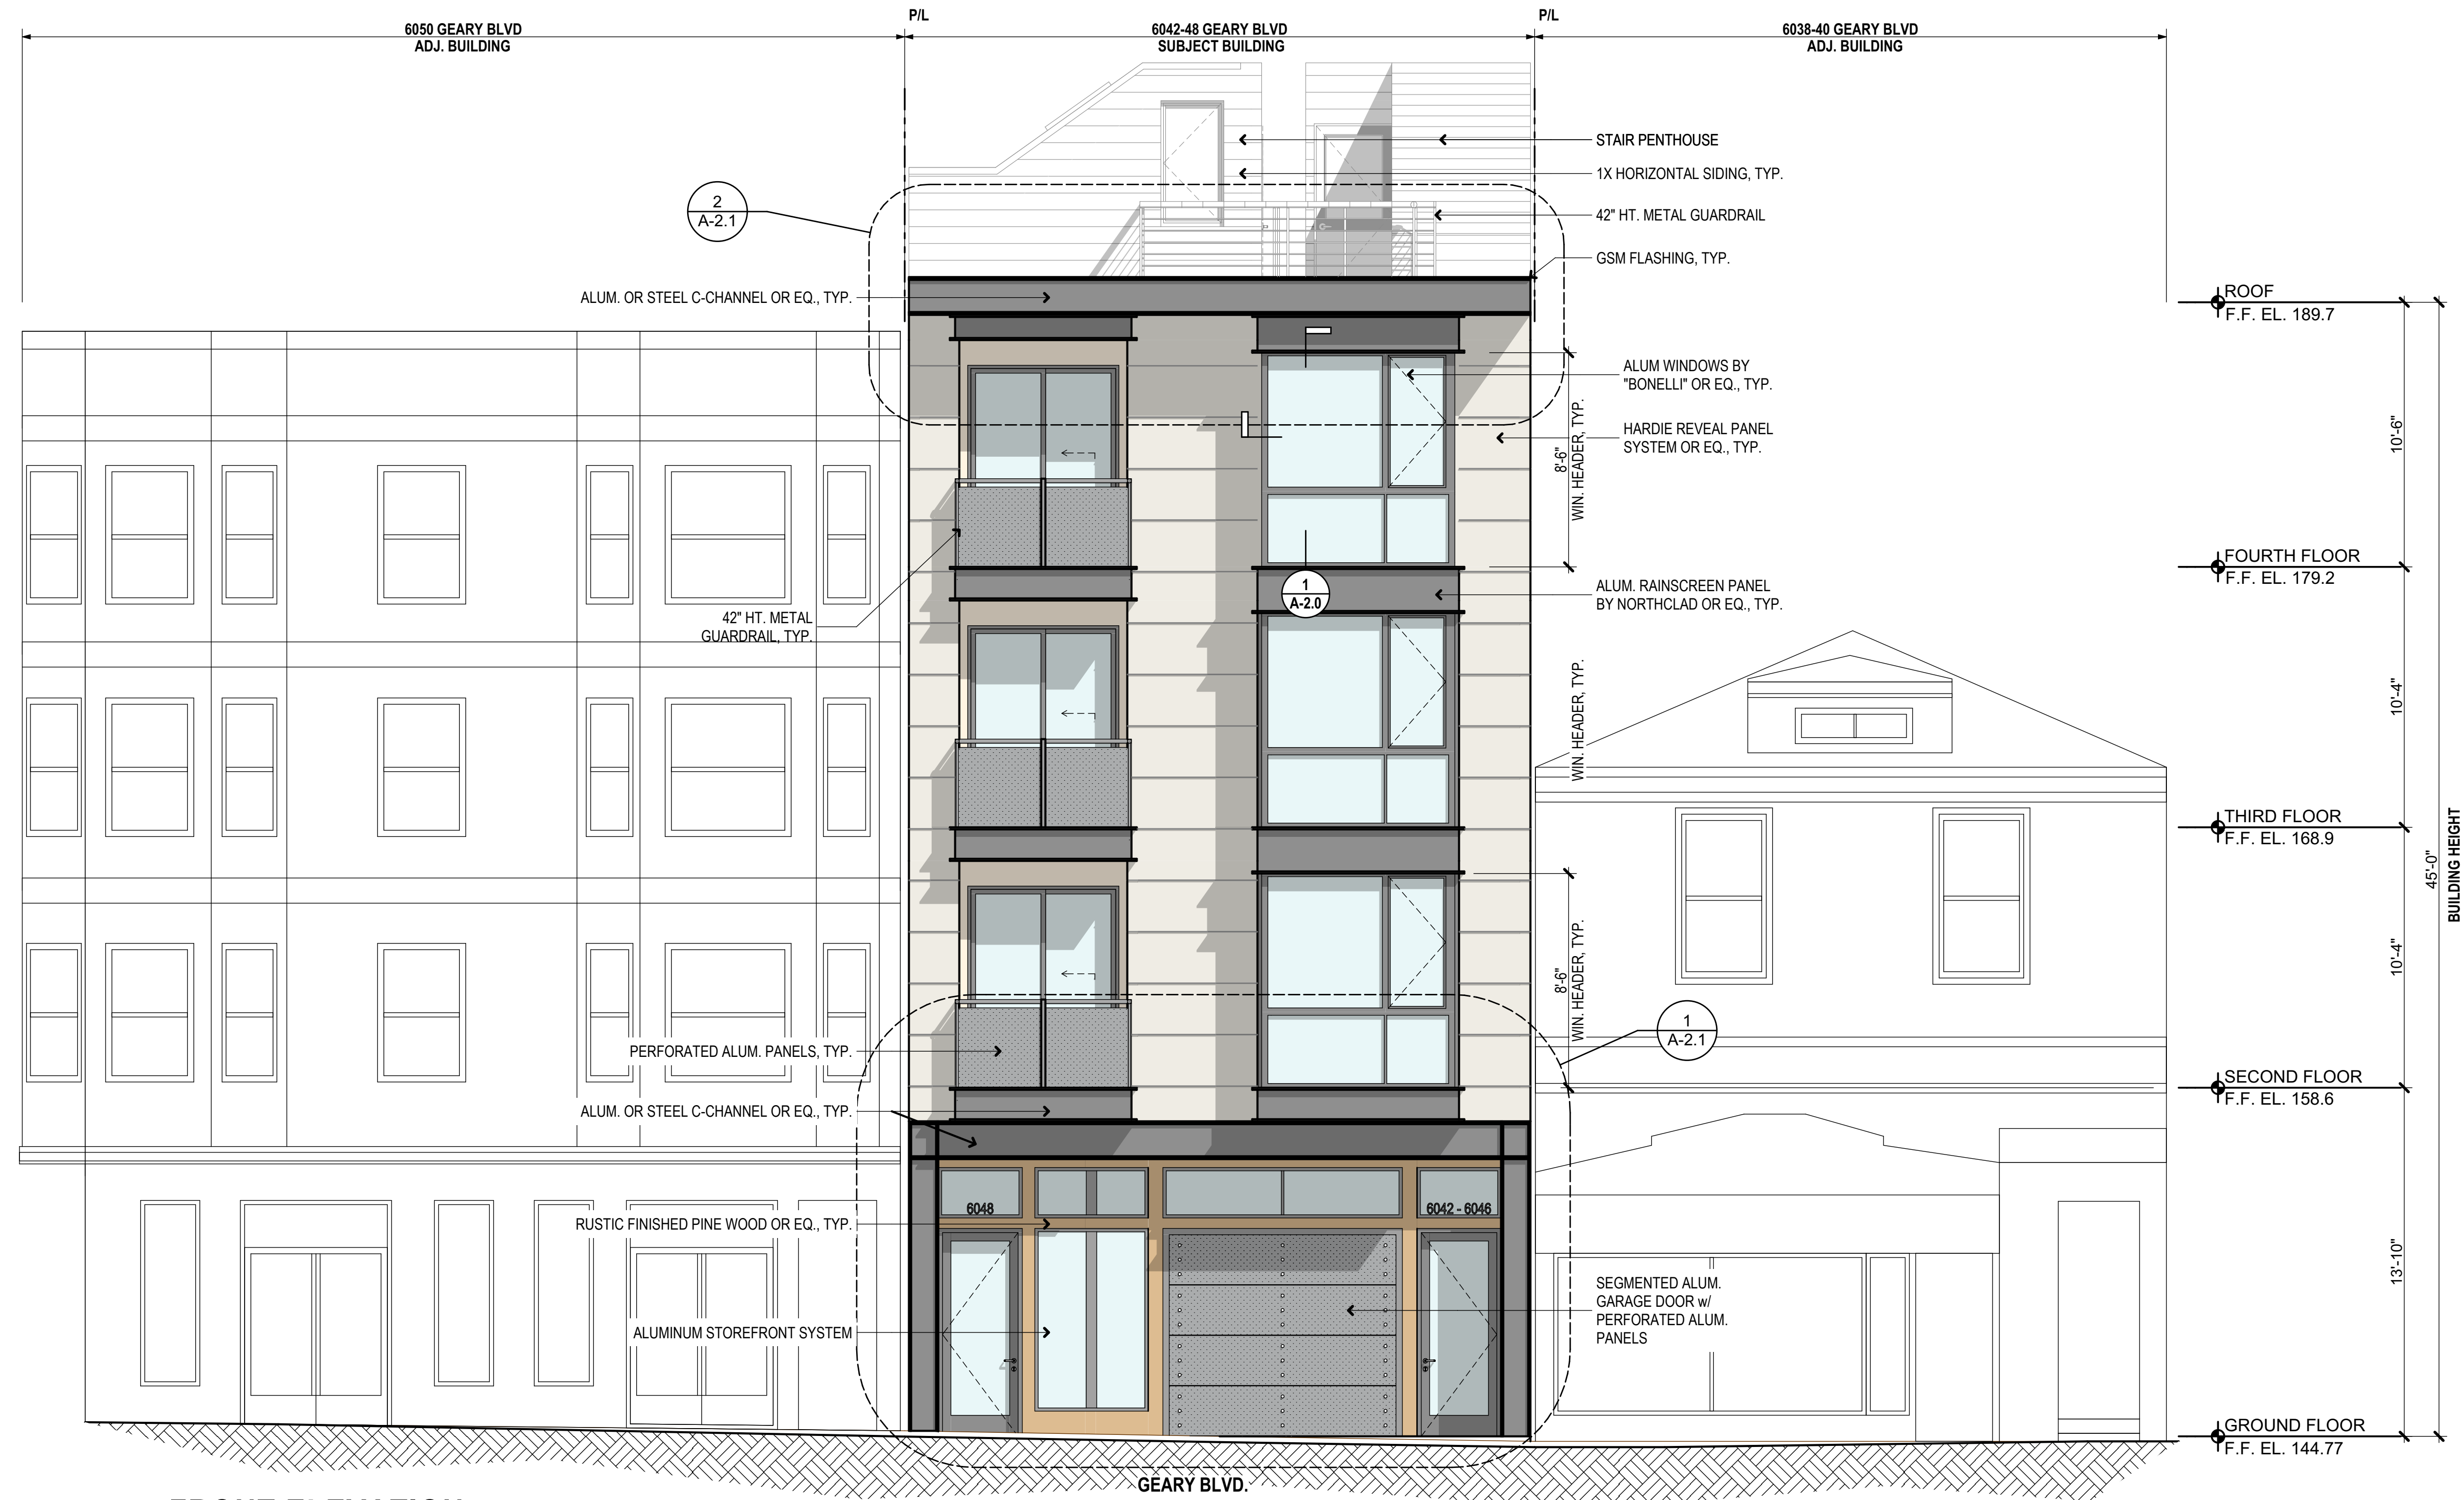 P/L
P/L
6050 GEARY BLVD
ADJ. BUILDING
6042-48 GEARY BLVD
SUBJECT BUILDING
6038-40 GEARY BLVD
ADJ. BUILDING
STAIR PENTHOUSE
1X HORIZONTAL SIDING, TYP.
2
A-2.1
42" HT. METAL GUARDRAIL
GSM FLASHING, TYP.
ALUM. OR STEEL C-CHANNEL OR EQ., TYP.
ROOF
F.F. EL. 189.7
ALUM WINDOWS BY
"BONELLI" OR EQ., TYP.
HARDIE REVEAL PANEL
SYSTEM OR EQ., TYP.
8'-6"
WIN. HEADER, TYP.
10'-6"
FOURTH FLOOR
F.F. EL. 179.2
1
A-2.0
ALUM. RAINSCREEN PANEL
BY NORTHCLAD OR EQ., TYP.
42" HT. METAL
GUARDRAIL, TYP.
WIN. HEADER, TYP.
10'-4"
THIRD FLOOR
F.F. EL. 168.9
45'-0"
BUILDING HEIGHT
8'-6"
WIN. HEADER, TYP.
10'-4"
1
A-2.1
PERFORATED ALUM. PANELS, TYP.
SECOND FLOOR
F.F. EL. 158.6
ALUM. OR STEEL C-CHANNEL OR EQ., TYP.
6048
6042 - 6046
RUSTIC FINISHED PINE WOOD OR EQ., TYP.
13'-10"
SEGMENTED ALUM.
GARAGE DOOR w/
PERFORATED ALUM.
PANELS
ALUMINUM STOREFRONT SYSTEM
GROUND FLOOR
F.F. EL. 144.77
GEARY BLVD.
FRONT ELEVATION